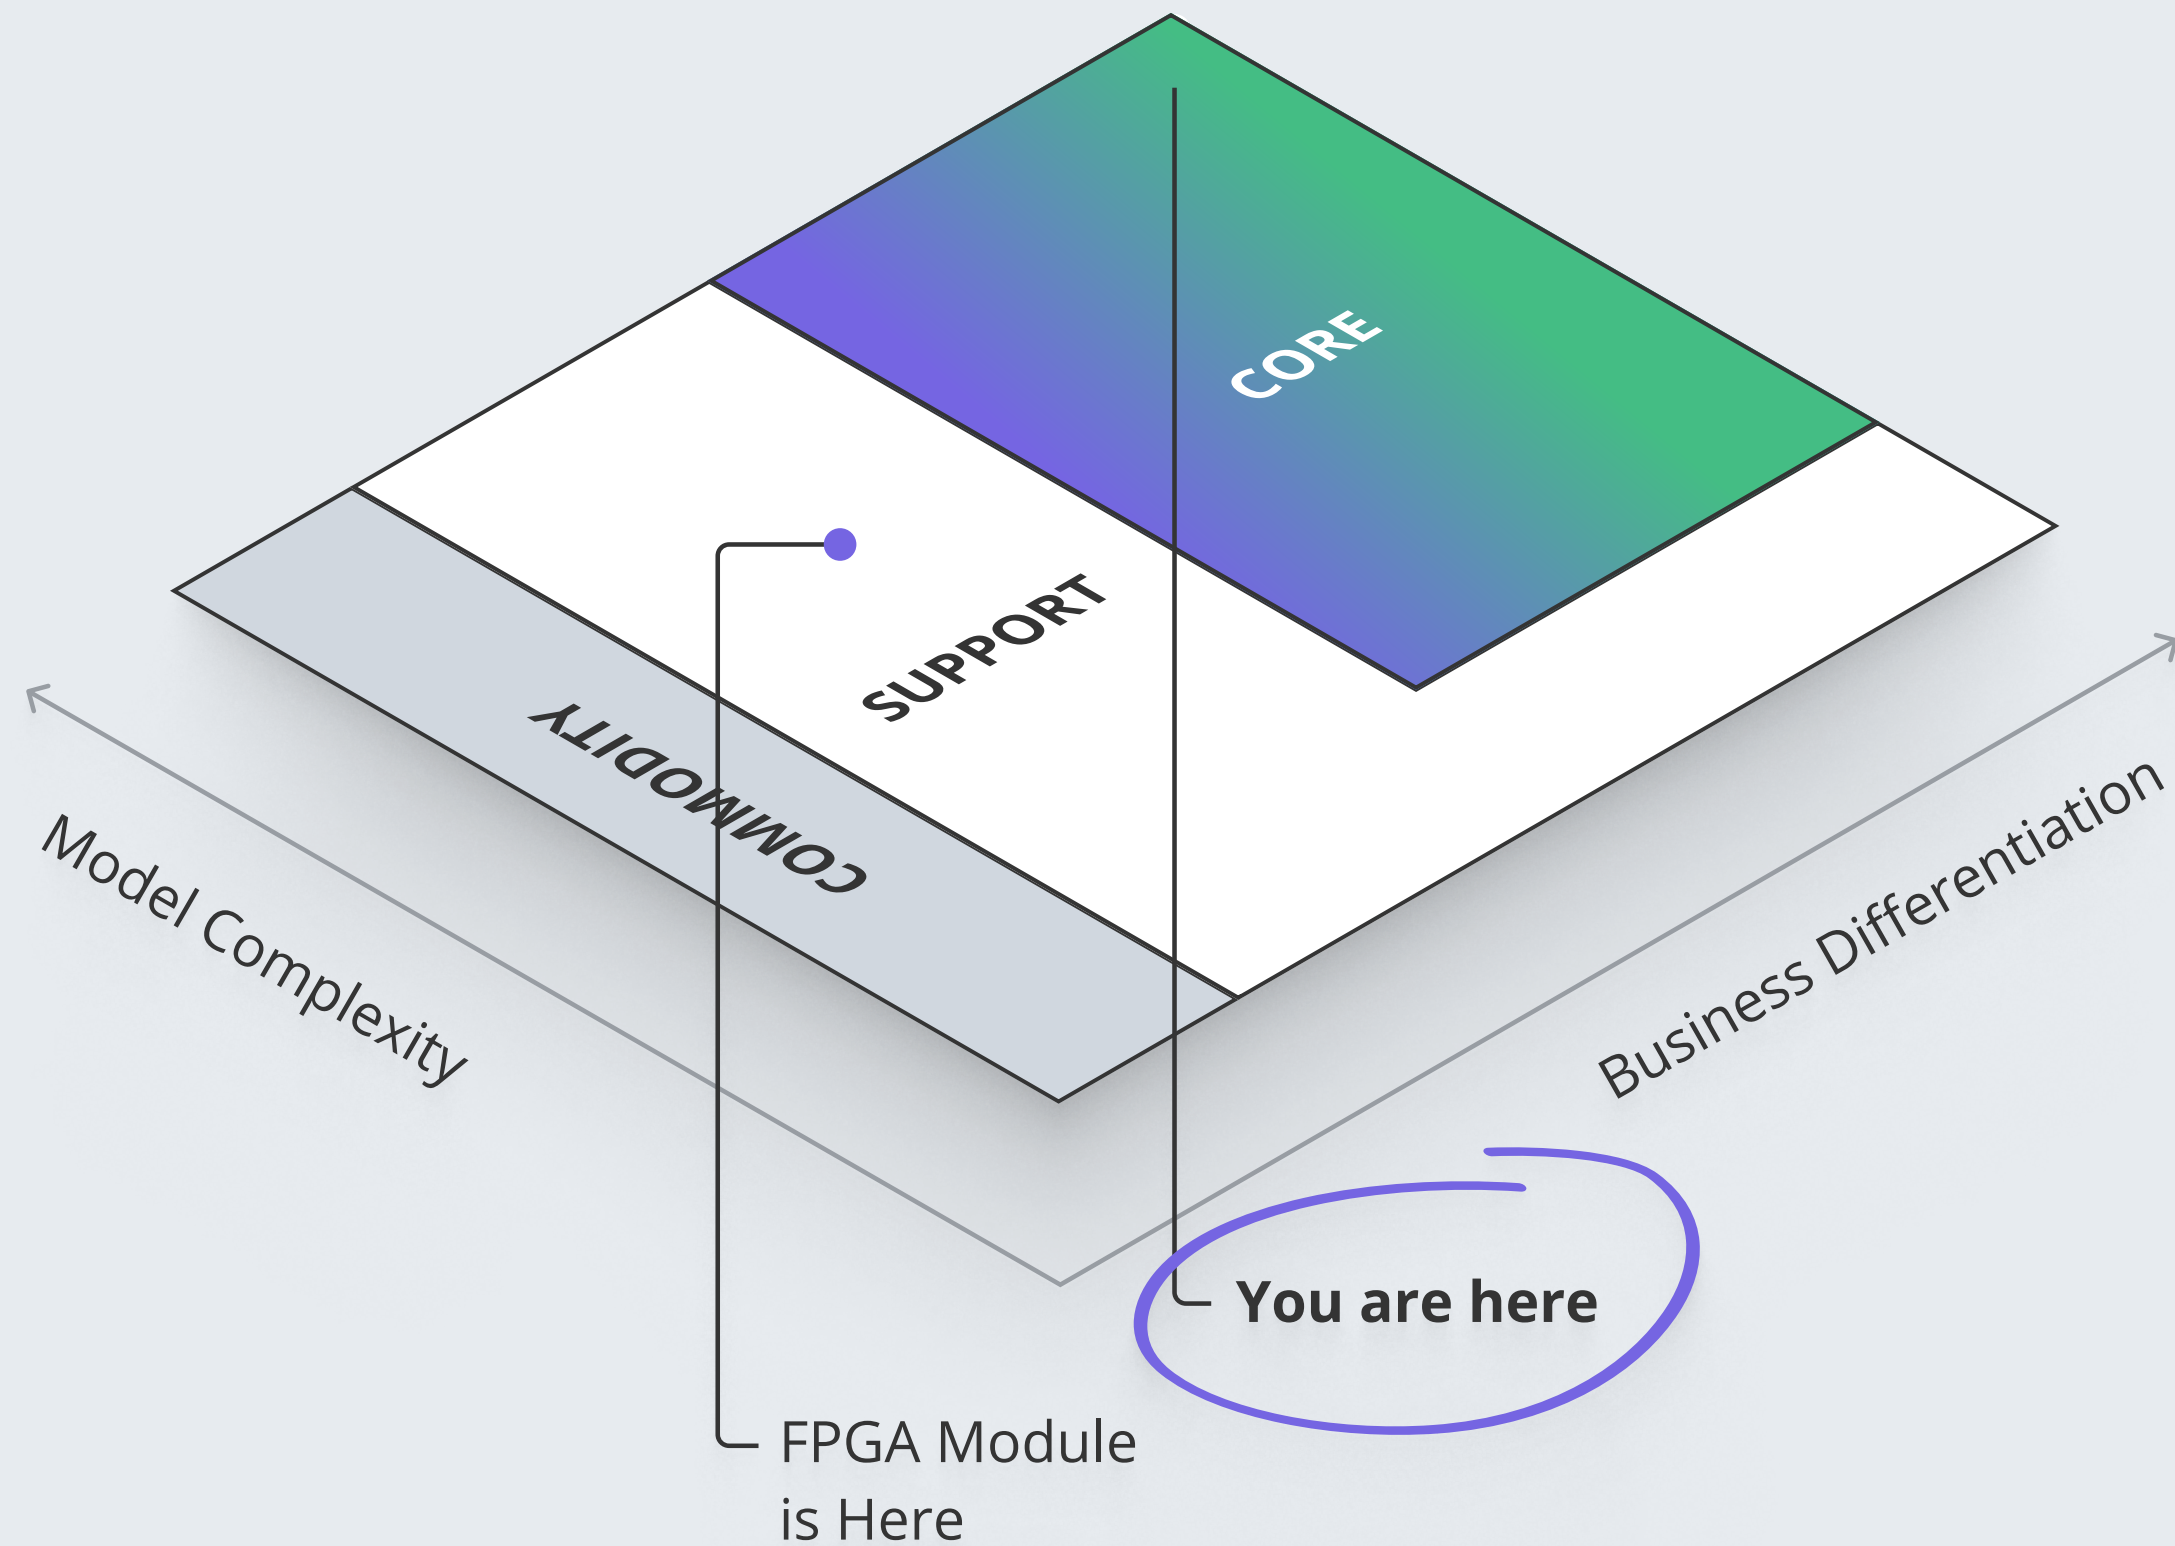 CORE
SUPPORT
COMMODITY
Model Complexity
Business Differentiation
You are here
FPGA Module
is Here